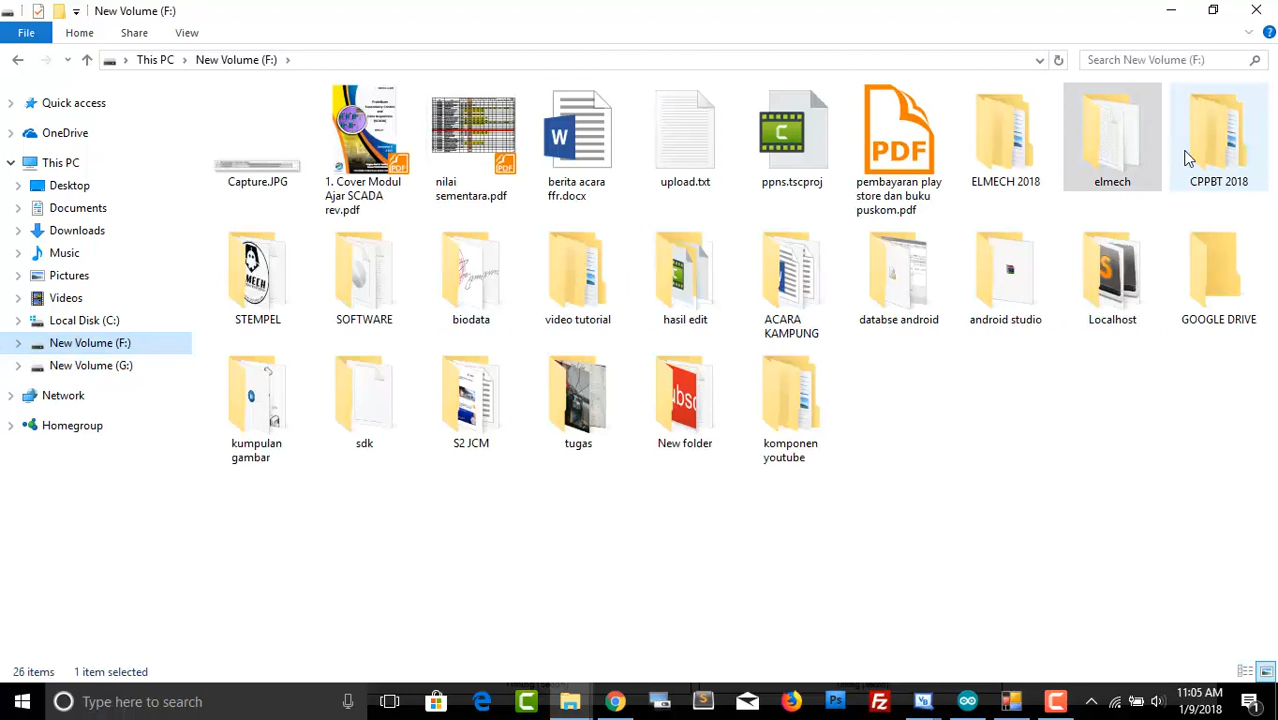 New Volume (F:)
File
Home
Share
View
This PC
New Volume (F:)
Search New Volume (F:)
Quick access
OneDrive
This PC
Desktop
Documents
Downloads
Music
Pictures
Videos
Local Disk (C:)
New Volume (F:)
New Volume (G:)
Network
Homegroup
Capture.JPG
1. Cover Modul
Ajar SCADA
rev.pdf
nilai
sementara.pdf
berita acara
ffr.docx
upload.txt
ppns.tscproj
PDF
pembayaran play
store dan buku
puskom.pdf
ELMECH 2018
elmech
CPPBT 2018
STEMPEL
SOFTWARE
biodata
video tutorial
hasil edit
ACARA
KAMPUNG
databse android
android studio
Localhost
GOOGLE DRIVE
kumpulan
gambar
sdk
S2 JCM
tugas
New folder
komponen
youtube
26 items
1 item selected
Type here to search
11:05 AM
1/9/2018